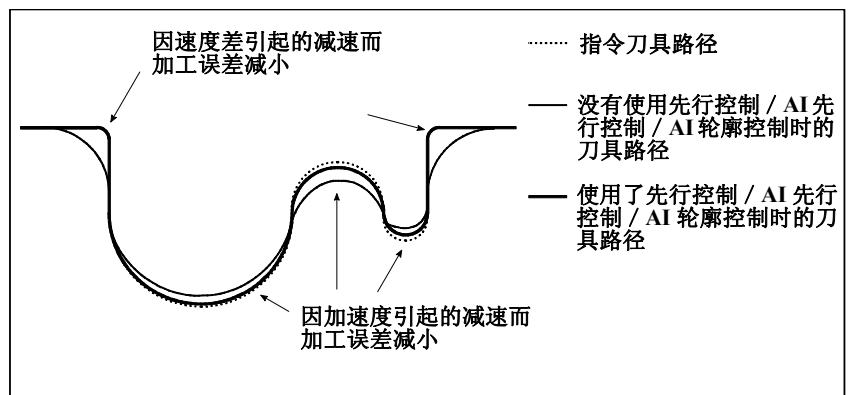 因速度差引起的减速而
加工误差减小
指令刀具路径
没有使用先行控制／AI 先
行控制／AI 轮廓控制时的
刀具路径
使用了先行控制／AI 先行
控制／AI 轮廓控制时的刀
具路径
因加速度引起的减速而
加工误差减小